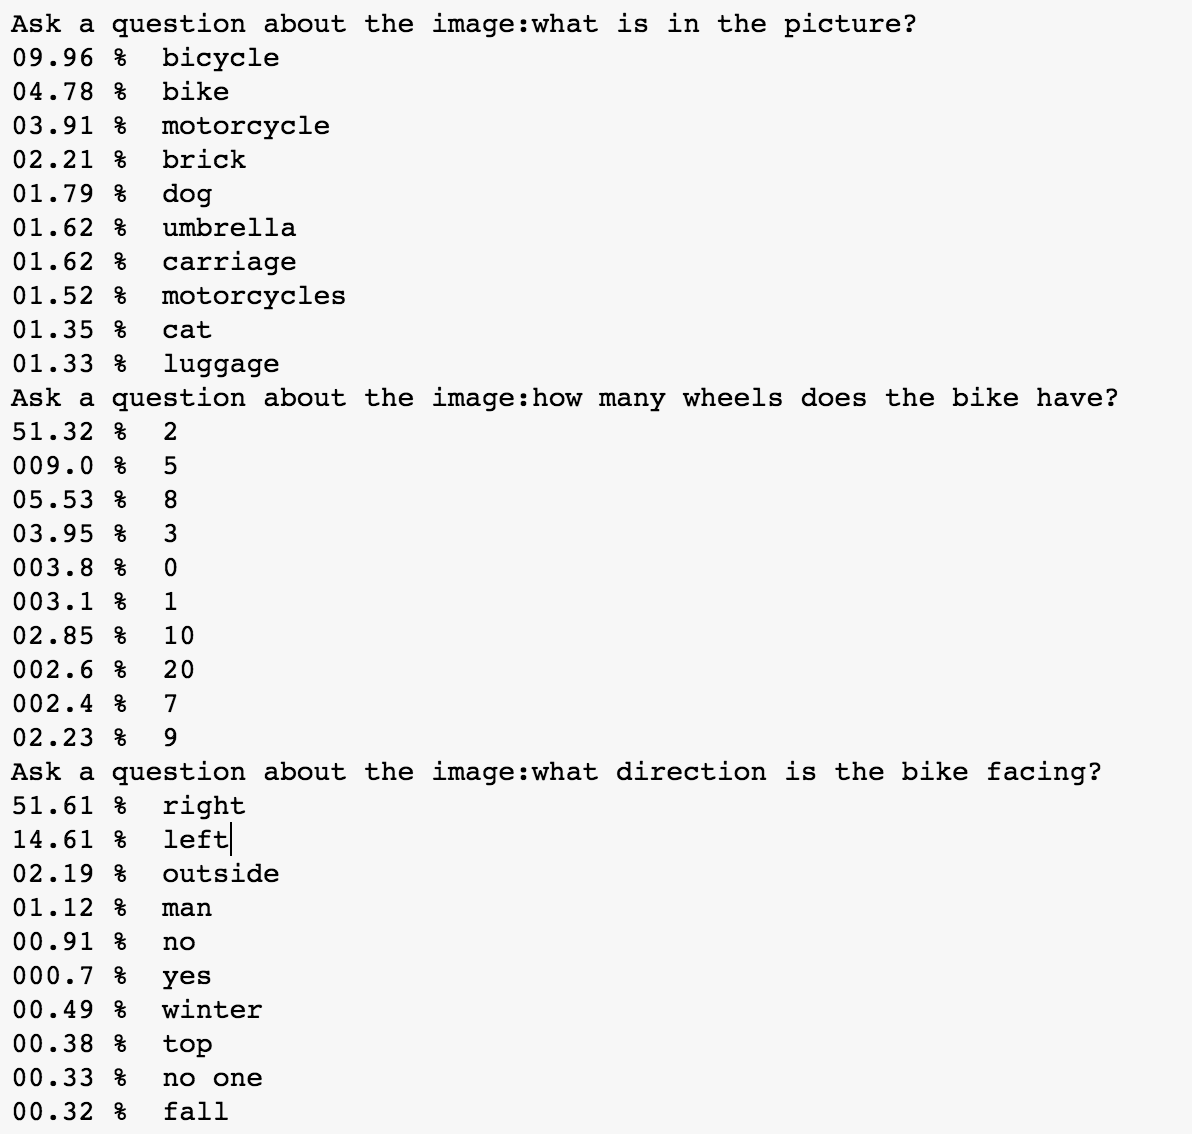 Ask a question about the image:what is in the picture?
09.96 %  bicycle
04.78 %  bike
03.91 %  motorcycle
02.21 %  brick
01.79 %  dog
01.62 %  umbrella
01.62 %  carriage
01.52 %  motorcycles
01.35 %  cat
01.33 %  luggage
Ask a question about the image:how many wheels does the bike have?
51.32 %  2
009.0 %  5
05.53 %  8
03.95 %  3
003.8 %  0
003.1 %  1
02.85 %  10
002.6 %  20
002.4 %  7
02.23 %  9
Ask a question about the image:what direction is the bike facing?
51.61 %  right
14.61 %  left
02.19 %  outside
01.12 %  man
00.91 %  no
000.7 %  yes
00.49 %  winter
00.38 %  top
00.33 %  no one
00.32 %  fall